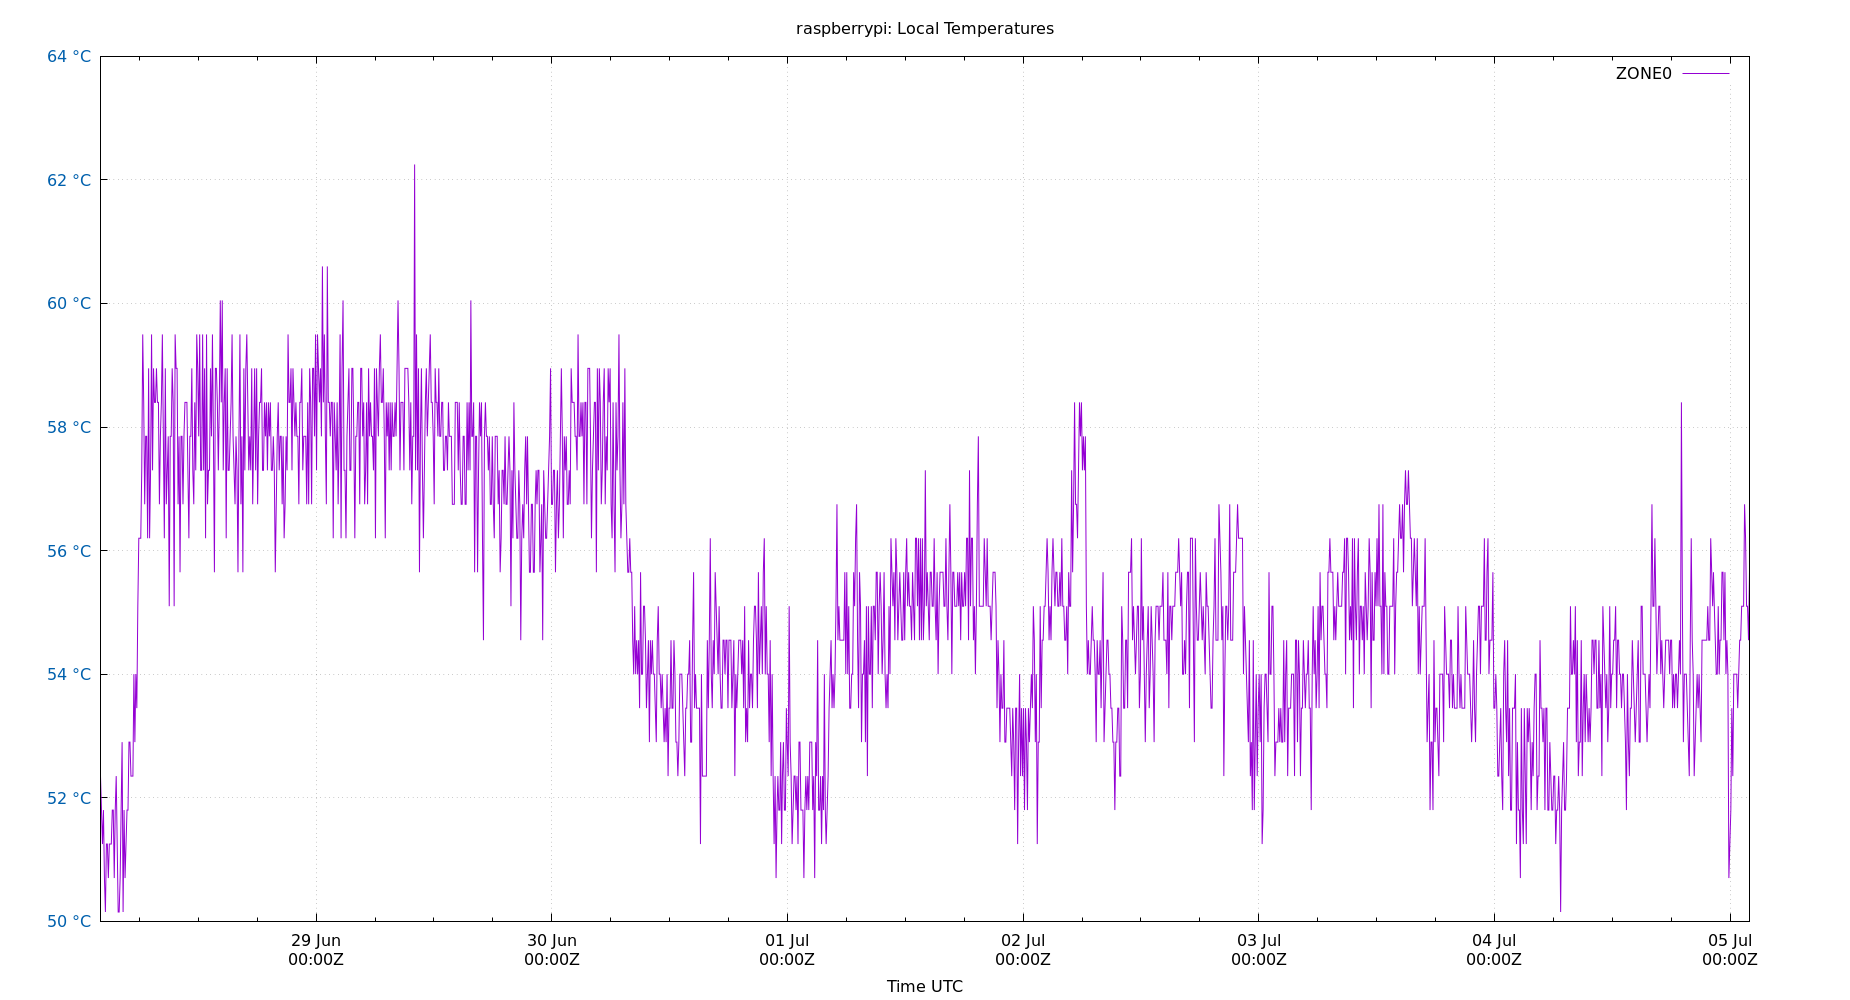 raspberrypi: Local Temperatures
64 °C
ZONE0
62 °C
60 °C
58 °C
56 °C
54 °C
52 °C
50 °C
29 Jun 30 Jun 01 Jul 02 Jul 03 Jul 04 Jul 05 Jul
00:00Z 00:00Z 00:00Z 00:00Z 00:00Z 00:00Z 00:00Z
Time UTC